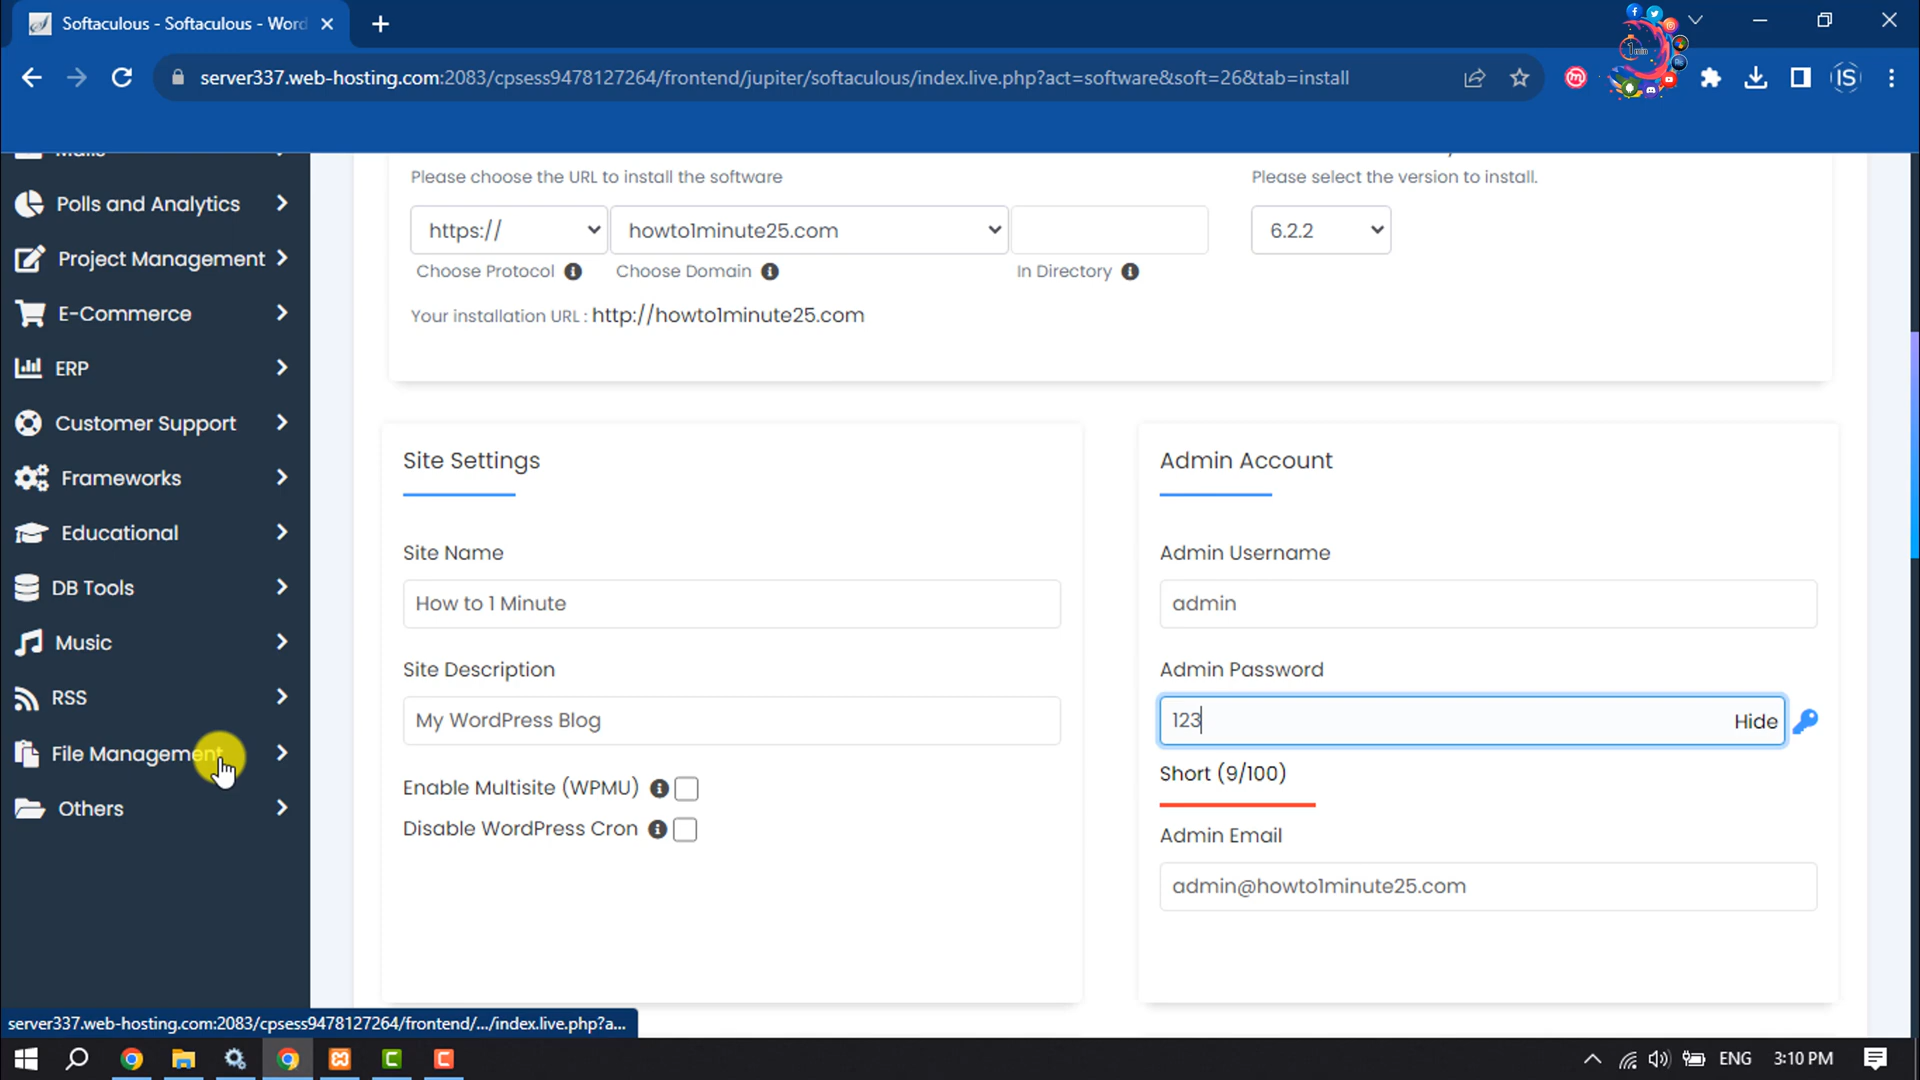 Softaculous - Softaculous - Word
server337.web-hosting.com:2083/cpsess9478127264/frontend/jupiter/softaculous/index.live.php?act=software&soft=26&tab=install
IS
Mails
Polls and Analytics
Project Management
E-Commerce
ERP
Customer Support
Frameworks
Educational
DB Tools
Music
RSS
File Management
Others
Please choose the URL to install the software
Please select the version to install.
https://
howto1minute25.com
6.2.2
Choose Protocol
Choose Domain
In Directory
Your installation URL : http://howto1minute25.com
Site Settings
Site Name
How to 1 Minute
Site Description
My WordPress Blog
Enable Multisite (WPMU)
Disable WordPress Cron
Admin Account
Admin Username
admin
Admin Password
123
Hide
Short (9/100)
Admin Email
admin@howto1minute25.com
server337.web-hosting.com:2083/cpsess9478127264/frontend/.../index.live.php?a...
ENG
3:10 PM